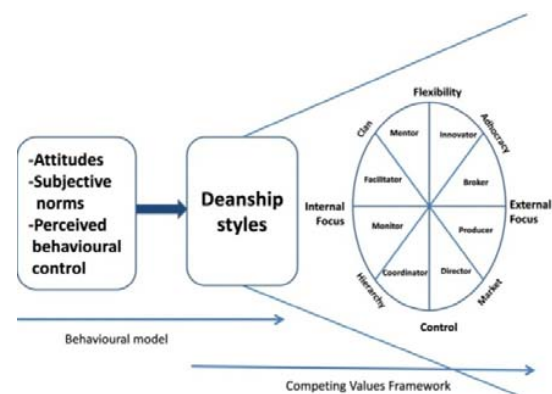 -Attitudes
-Subjective
norms
-Perceived
behavioural
control
Deanship
styles
Flexibility
Clan
Mentor
Innovator
Adhocracy
Facilitator
Broker
Internal
Focus
External
Focus
Monitor
Producer
Coordinator
Director
Hierarchy
Market
Control
Behavioural model
Competing Values Framework